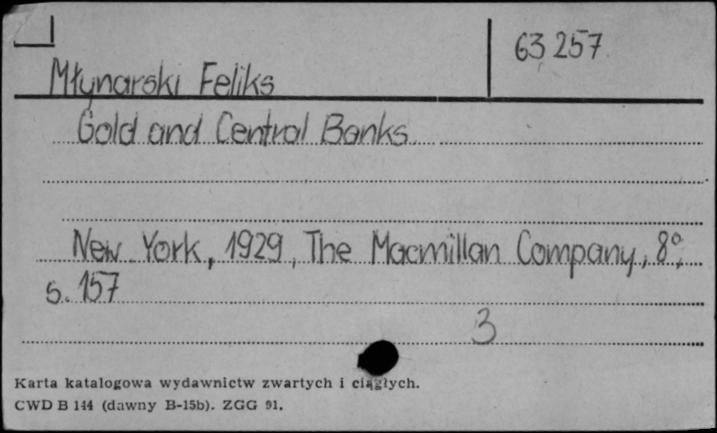 63 257
Młynarski Feliks
Gold and Central Banks
New York, 1929, The Macmillan Company, 8°,
s. 157
3
Karta katalogowa wydawnictw zwartych i ciągłych.
CWD B 144 (dawny B-15b). ZGG 91.